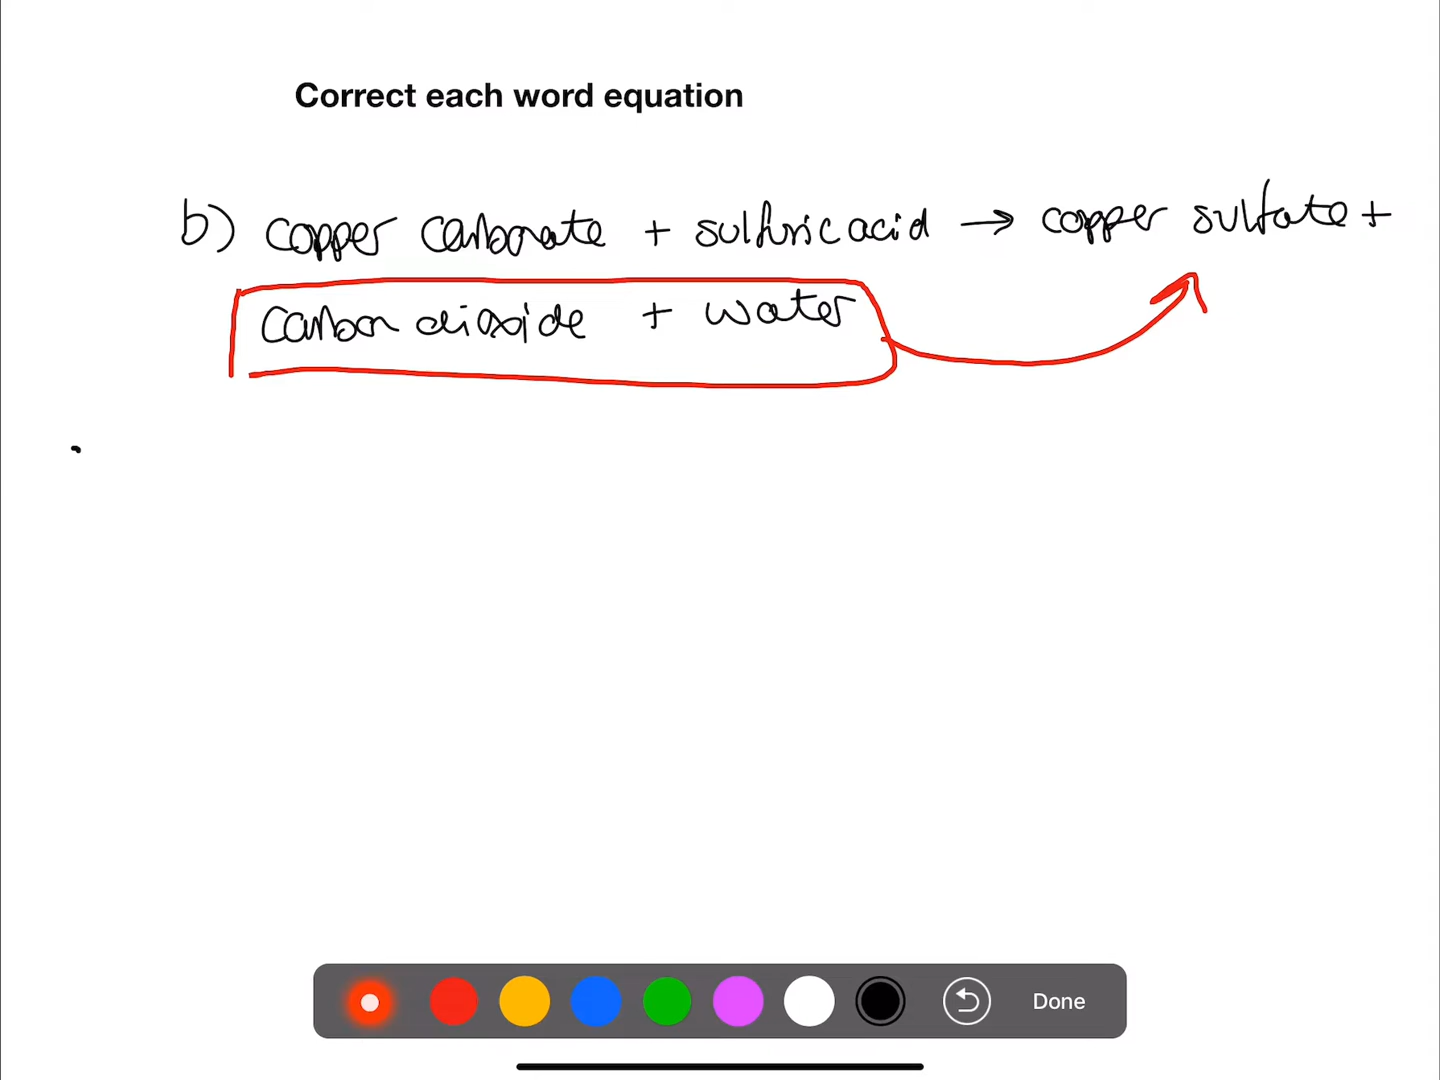 Correct each word equation
b) copper carbonate + sulfuric acid → copper sulfate +
carbon dioxide + water
Done